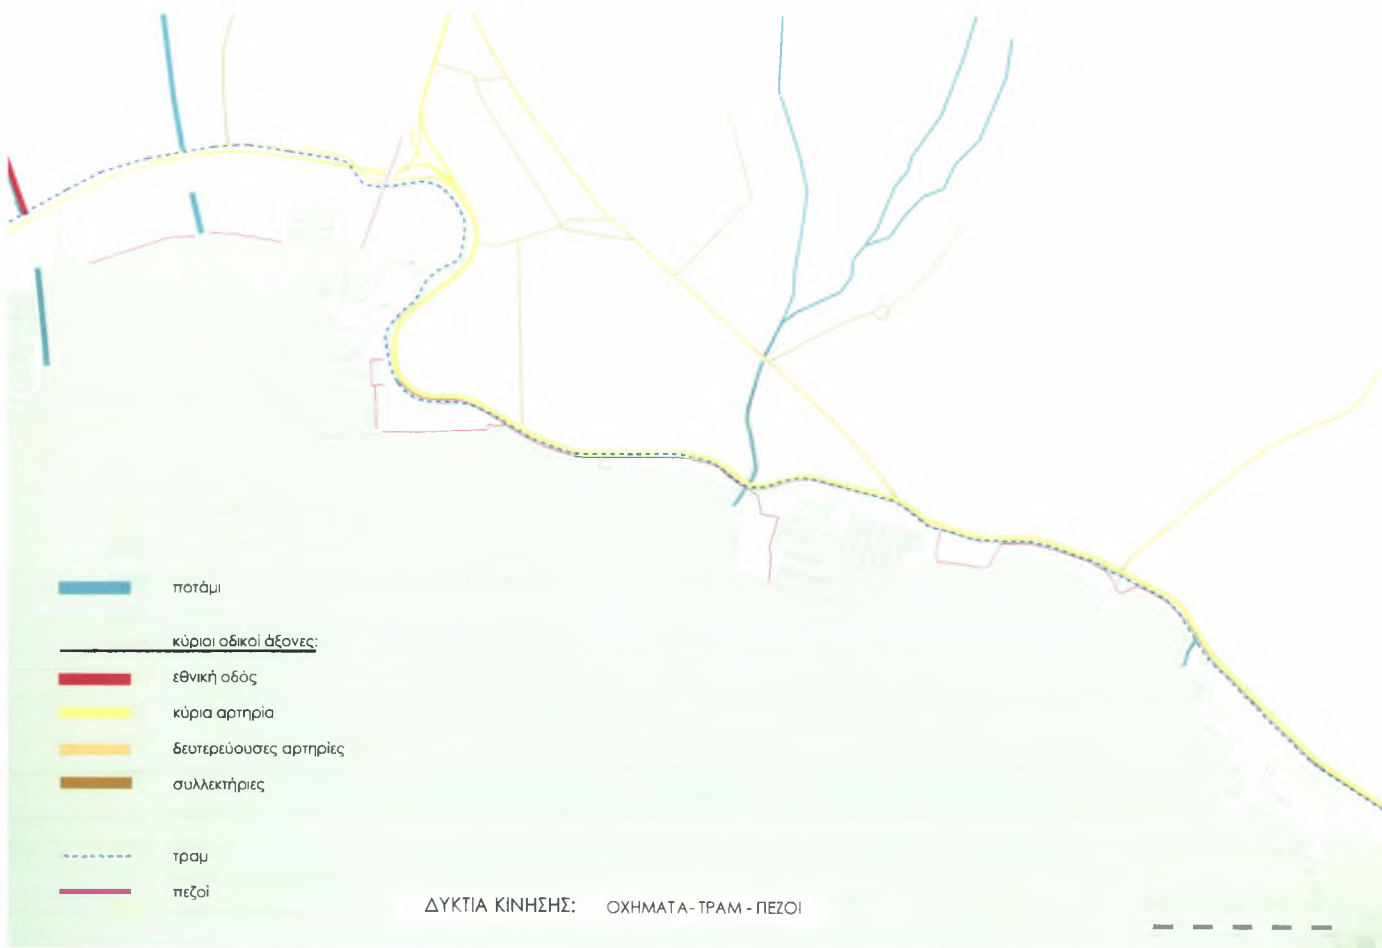 ποτάμι
κύριοι οδικοί άξονες:
εθνική οδός
κύρια αρτηρία
δευτερεύουσες αρτηρίες
συλλεκτήριες
τραμ
πεζοί
ΔΥΚΤΙΑ ΚΙΝΗΣΗΣ: ΟΧΗΜΑΤΑ-ΤΡΑΜ - ΠΕΖΟΙ